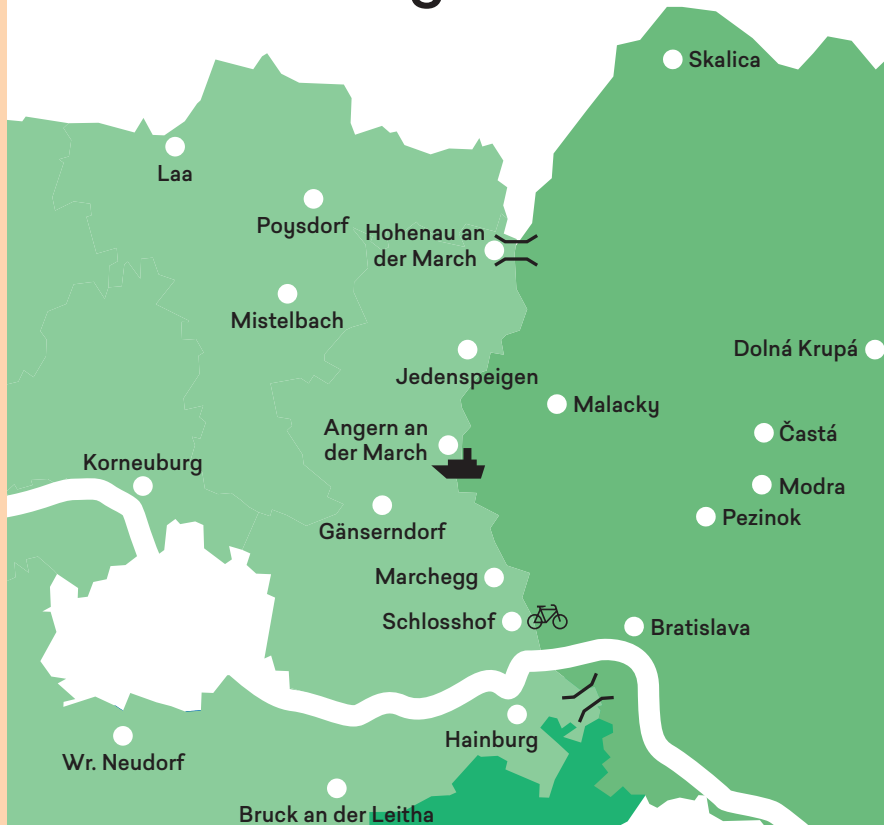 g
Skalica
Laa
Poysdorf
Hohenau an
der March
Mistelbach
Jedenspeigen
Dolná Krupá
Malacky
Angern an
der March
Častá
Korneuburg
Modra
Pezinok
Gänserndorf
Marchegg
Schlosshof
Bratislava
Hainburg
Wr. Neudorf
Bruck an der Leitha